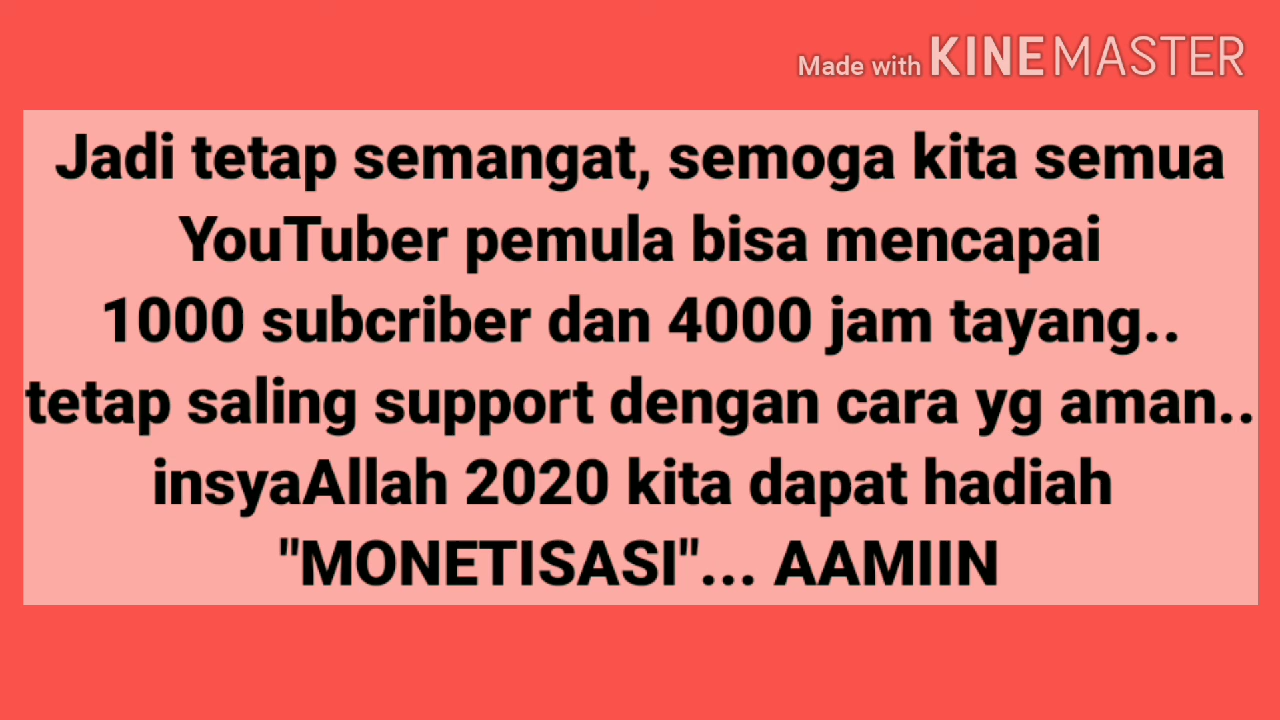 Made with KINEMASTER
Jadi tetap semangat, semoga kita semua
YouTuber pemula bisa mencapai
1000 subcriber dan 4000 jam tayang..
tetap saling support dengan cara yg aman..
insyaAllah 2020 kita dapat hadiah
"MONETISASI"... AAMIIN